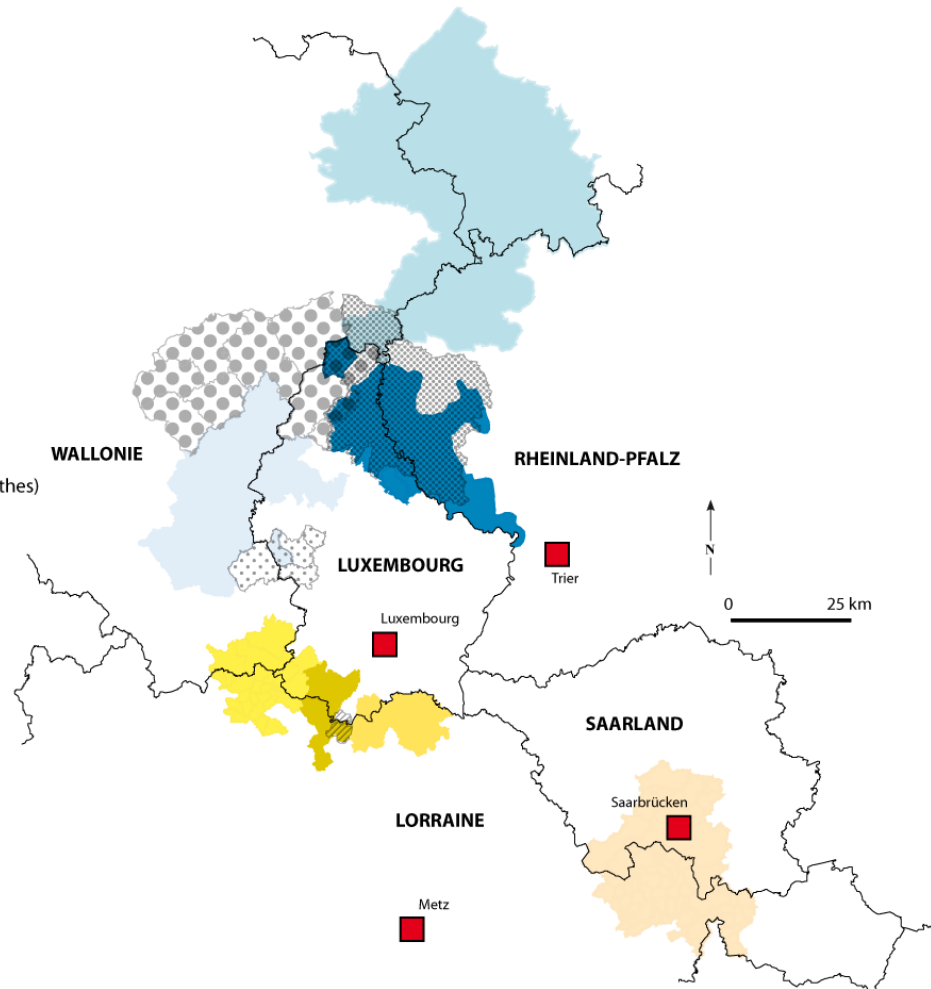 WALLONIE
RHEINLAND-PFALZ
thes)
N
LUXEMBOURG
Trier
0 25 km
Luxembourg
SAARLAND
Saarbrücken
LORRAINE
Metz